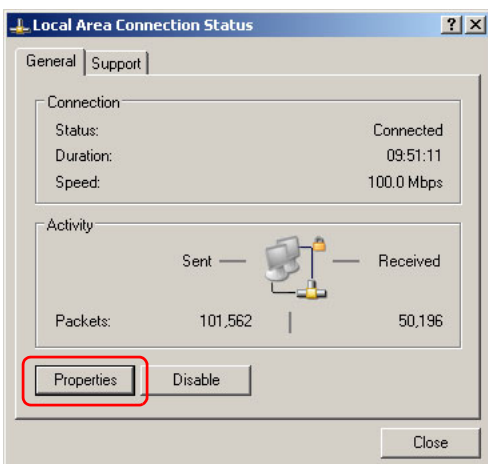 Local Area Connection Status
General Support
Connection
Status: Connected
Duration: 09:51:11
Speed: 100.0 Mbps
Activity
Sent — — Received
Packets: 101,562 | 50,196
Properties Disable
Close